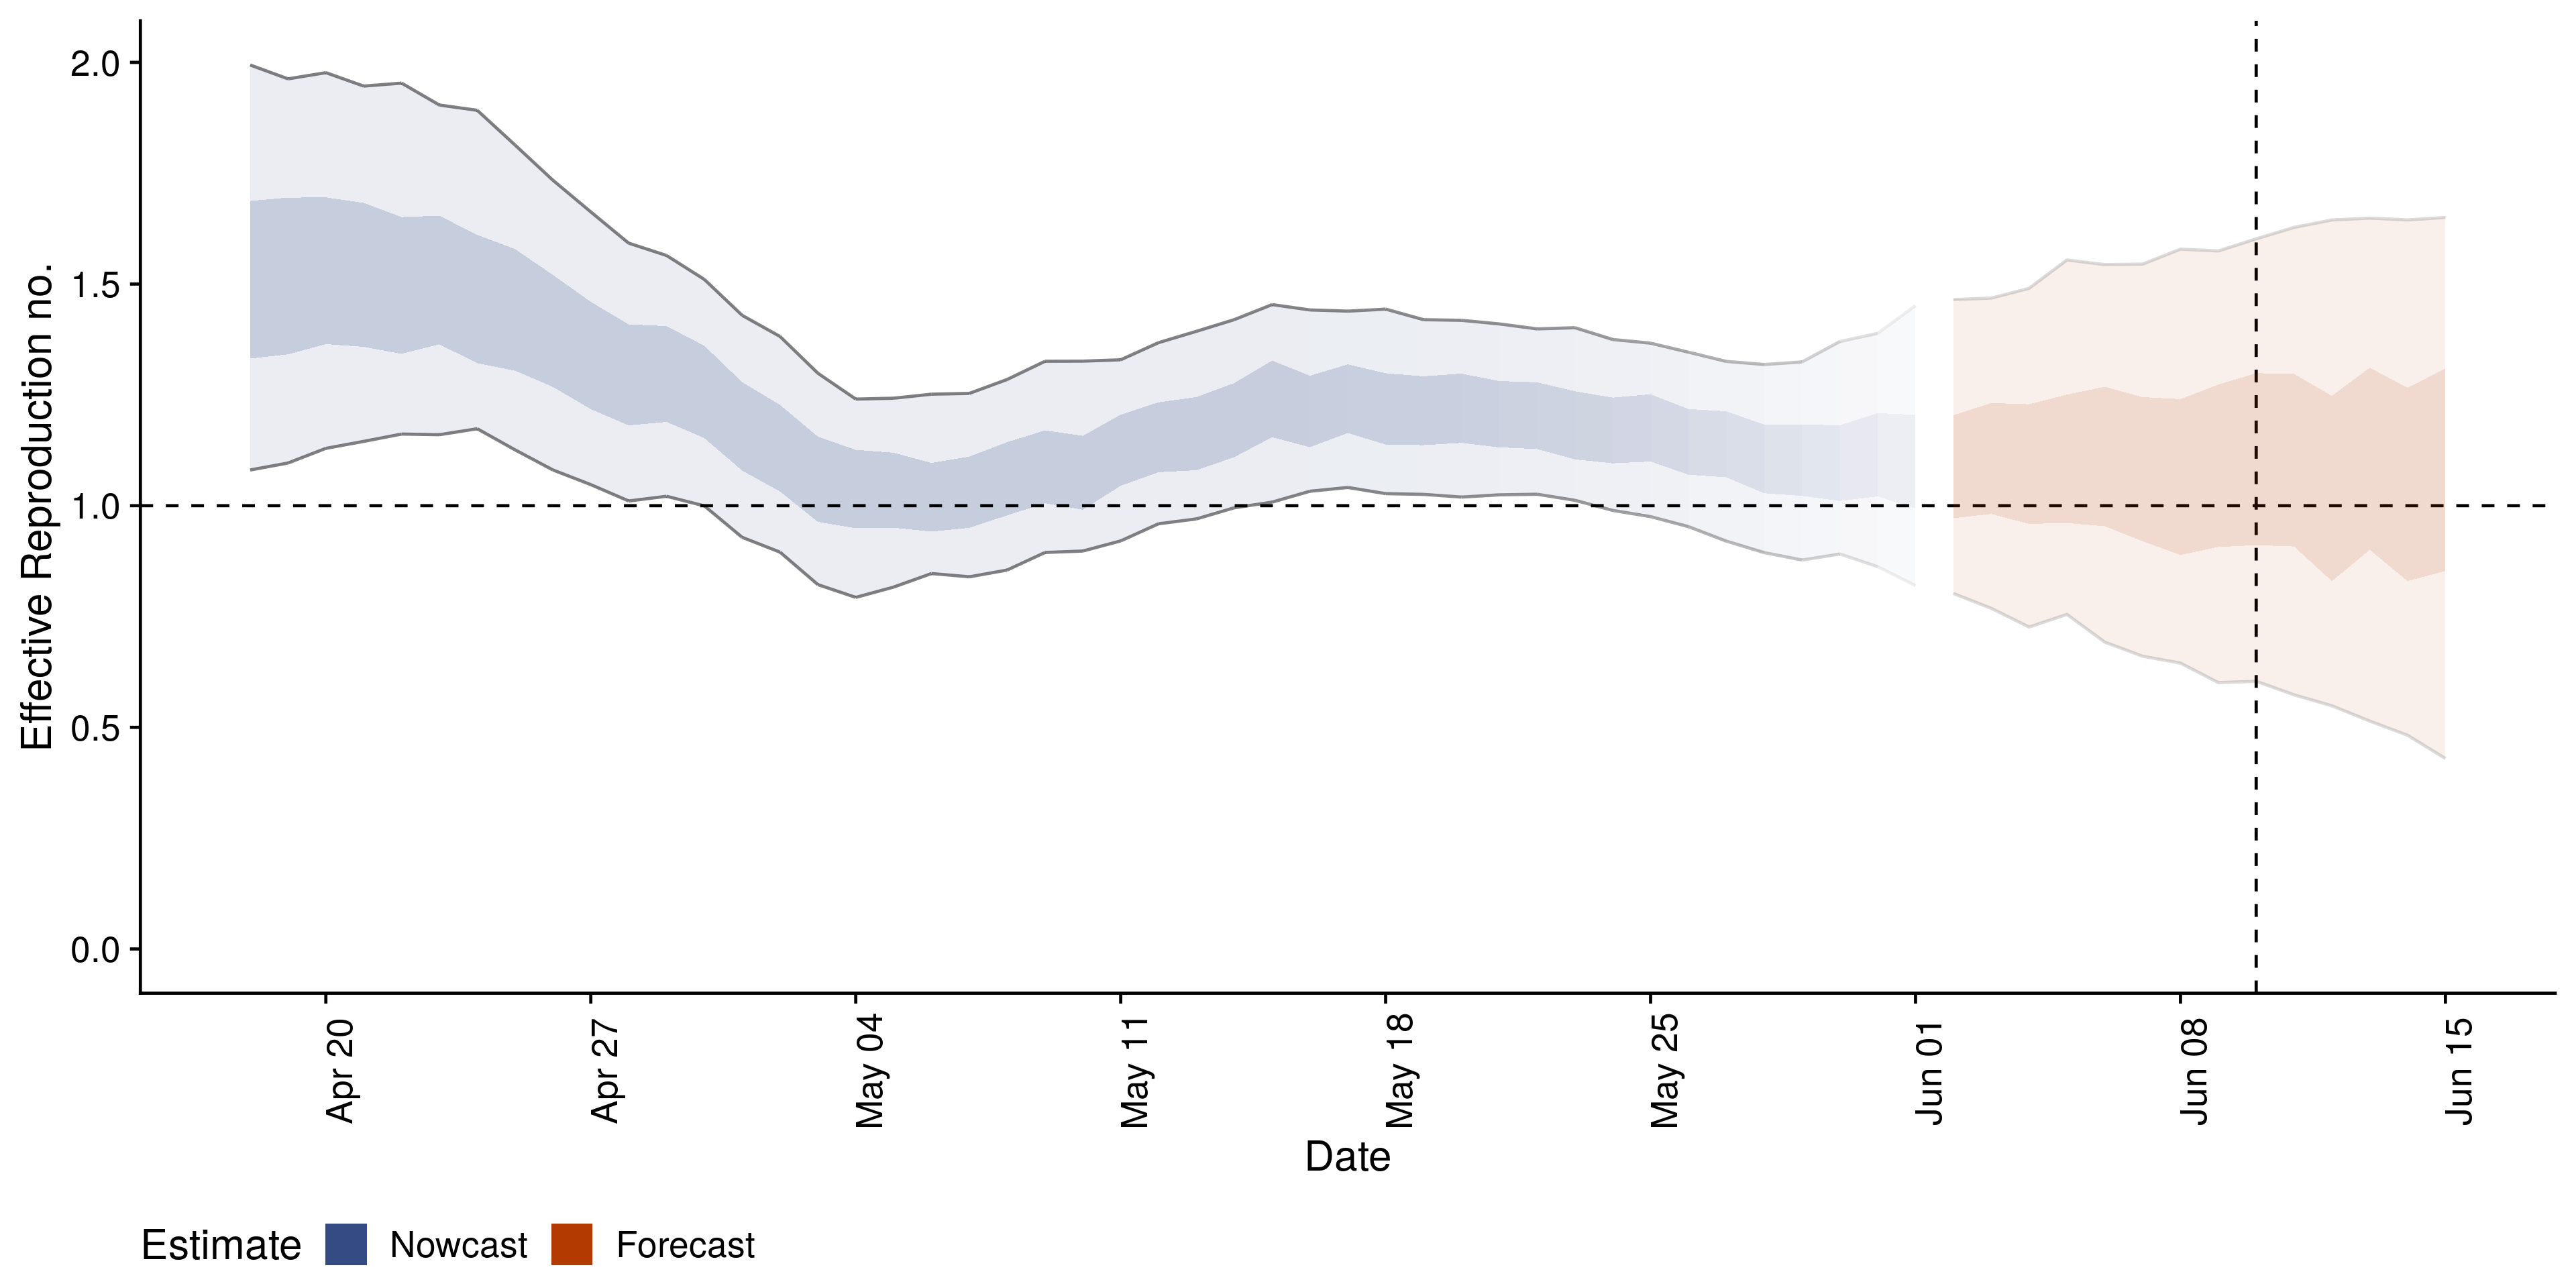 Effective Reproduction no.
2.0
1.5
1.0
0.5
0.0
Apr 20
Apr 27
May 04
May 11
May 18
May 25
Jun 01
Jun 08
Jun 15
Date
Estimate Nowcast Forecast